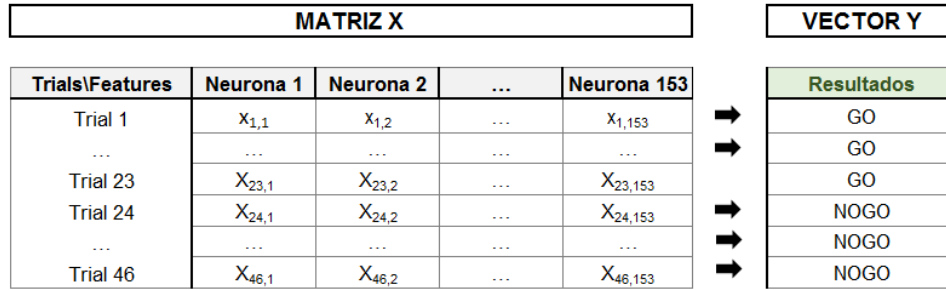 MATRIZ X VECTOR Y
Trials\Features Neurona 1 Neurona 2 ... Neurona 153 Resultados
Trial 1 x1,1 x1,2 ... x1,153 GO
... ... ... ... ... GO
Trial 23 X23,1 X23,2 ... X23,153 GO
Trial 24 X24,1 X24,2 ... X24,153 NOGO
... ... ... ... ... NOGO
Trial 46 X46,1 X46,2 ... X46,153 NOGO